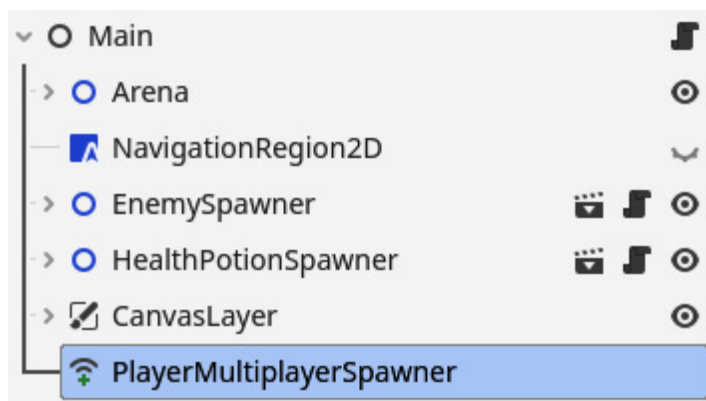 Main
Arena
NavigationRegion2D
EnemySpawner
HealthPotionSpawner
CanvasLayer
PlayerMultiplayerSpawner